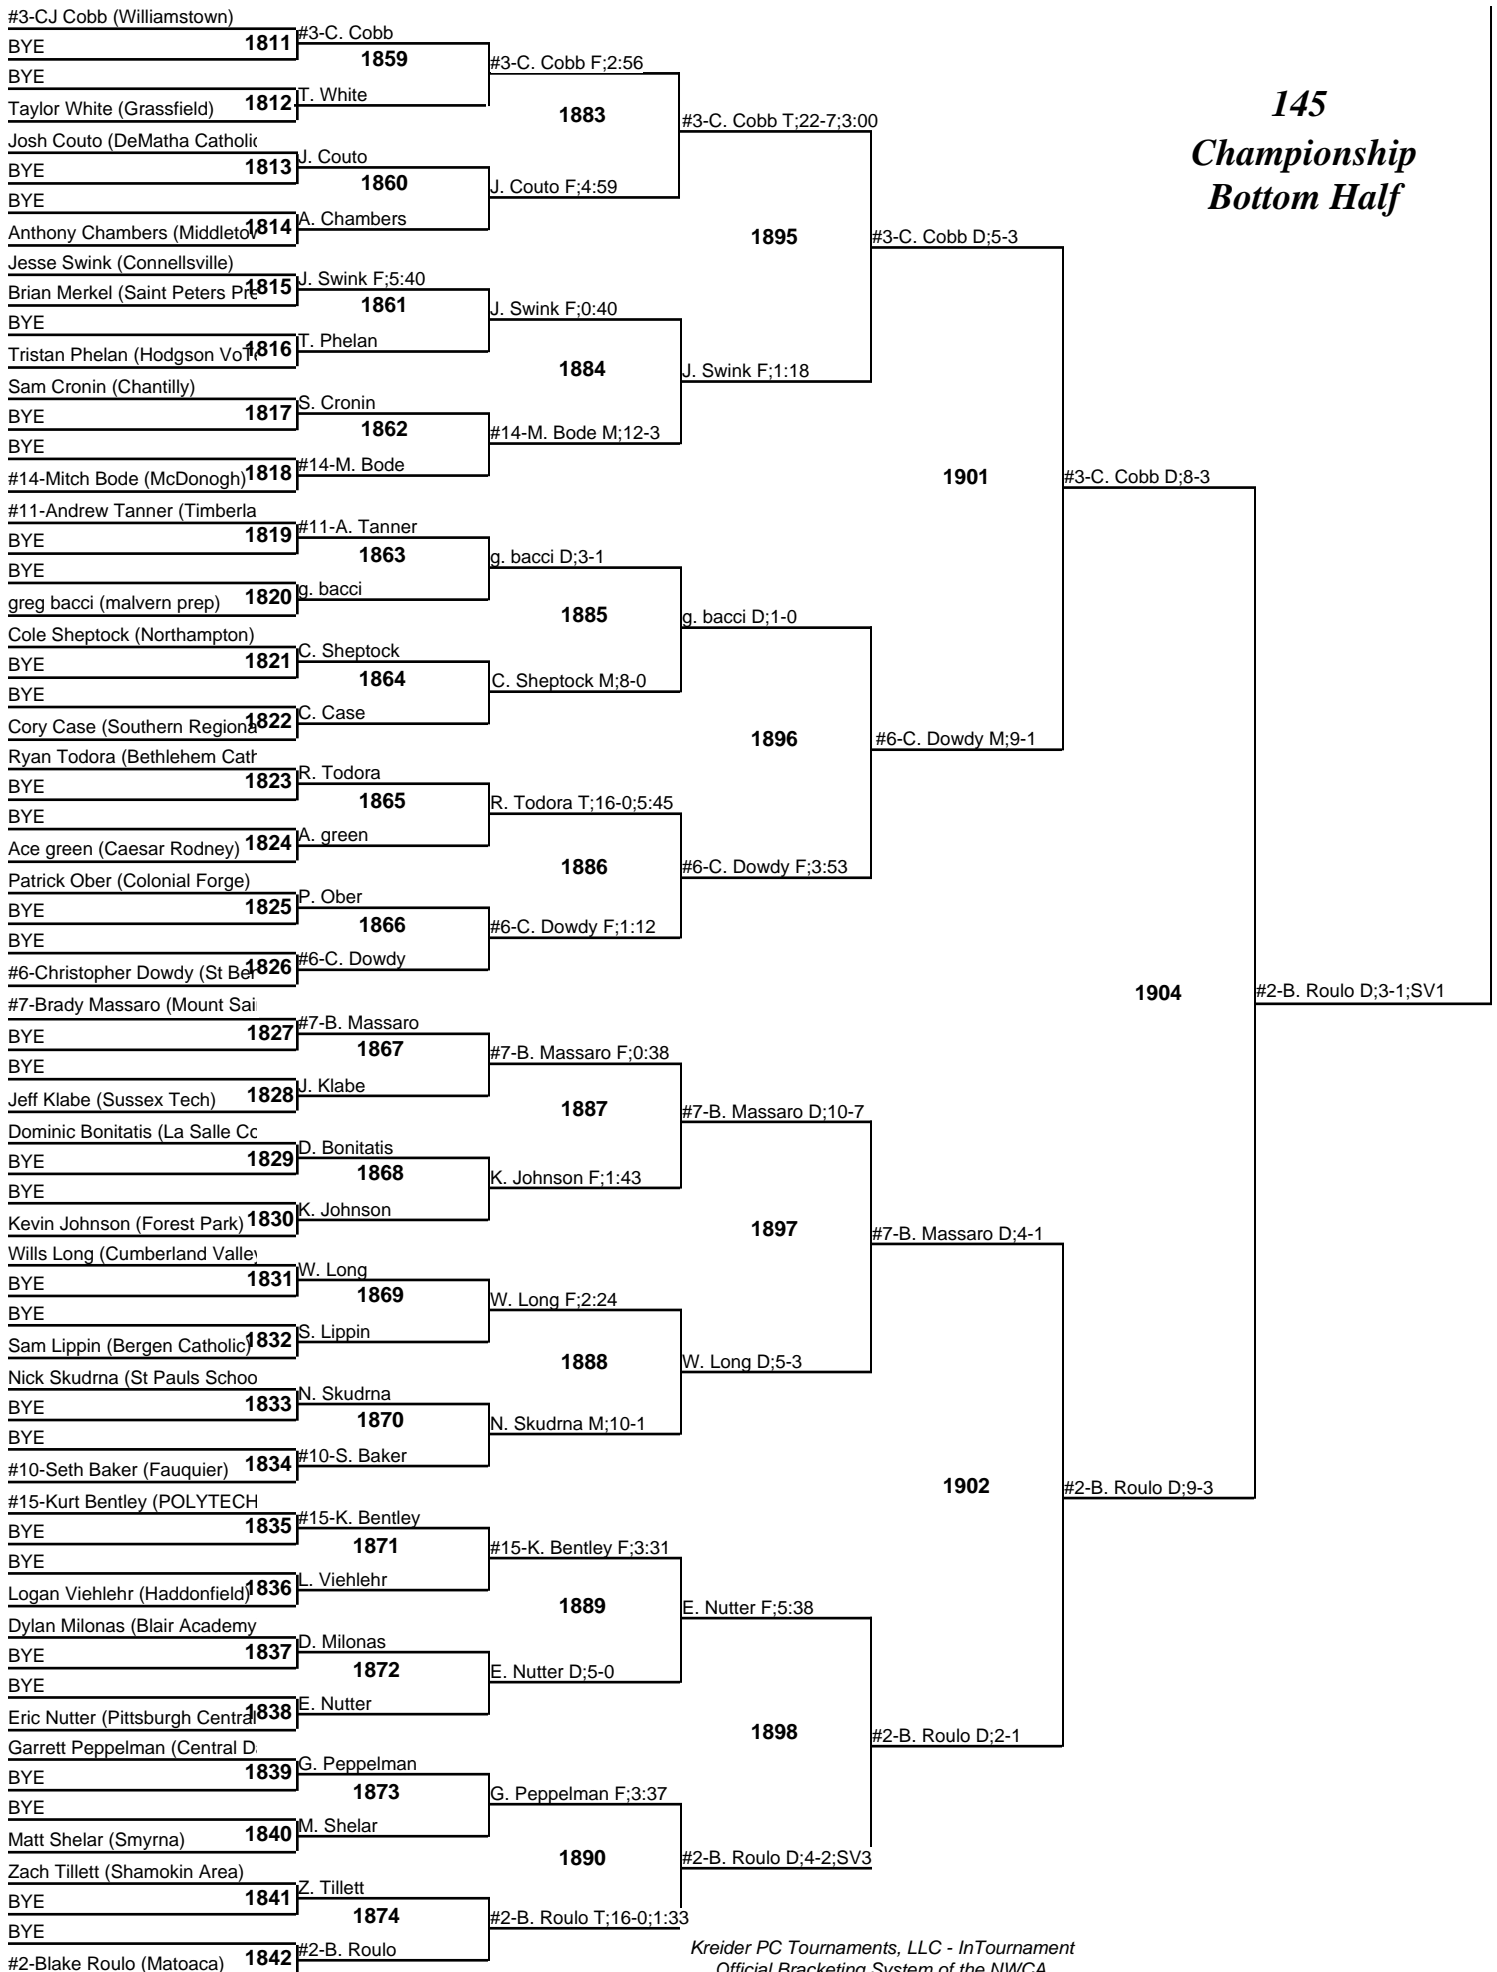 #3-CJ Cobb (Williamstown)
BYE
1811
BYE
Taylor White (Grassfield)
1812
Josh Couto (DeMatha Catholic
BYE
1813
BYE
Anthony Chambers (Middletow
1814
Jesse Swink (Connellsville)
Brian Merkel (Saint Peters Pre
1815
BYE
Tristan Phelan (Hodgson VoTe
1816
Sam Cronin (Chantilly)
BYE
1817
BYE
#14-Mitch Bode (McDonogh)
1818
#11-Andrew Tanner (Timberla
BYE
1819
BYE
greg bacci (malvern prep)
1820
Cole Sheptock (Northampton)
BYE
1821
BYE
Cory Case (Southern Regiona
1822
Ryan Todora (Bethlehem Cath
BYE
1823
BYE
Ace green (Caesar Rodney)
1824
Patrick Ober (Colonial Forge)
BYE
1825
BYE
#6-Christopher Dowdy (St Ber
1826
#7-Brady Massaro (Mount Sai
BYE
1827
BYE
Jeff Klabe (Sussex Tech)
1828
Dominic Bonitatis (La Salle Co
BYE
1829
BYE
Kevin Johnson (Forest Park)
1830
Wills Long (Cumberland Valley
BYE
1831
BYE
Sam Lippin (Bergen Catholic)
1832
Nick Skudrna (St Pauls Schoo
BYE
1833
BYE
#10-Seth Baker (Fauquier)
1834
#15-Kurt Bentley (POLYTECH
BYE
1835
BYE
Logan Viehlehr (Haddonfield)
1836
Dylan Milonas (Blair Academy
BYE
1837
BYE
Eric Nutter (Pittsburgh Central
1838
Garrett Peppelman (Central D
BYE
1839
BYE
Matt Shelar (Smyrna)
1840
Zach Tillett (Shamokin Area)
BYE
1841
BYE
#2-Blake Roulo (Matoaca)
1842
#3-C. Cobb
1859
T. White
J. Couto
1860
A. Chambers
J. Swink F;5:40
1861
T. Phelan
S. Cronin
1862
#14-M. Bode
#11-A. Tanner
1863
g. bacci
C. Sheptock
1864
C. Case
R. Todora
1865
A. green
P. Ober
1866
#6-C. Dowdy
#7-B. Massaro
1867
J. Klabe
D. Bonitatis
1868
K. Johnson
W. Long
1869
S. Lippin
N. Skudrna
1870
#10-S. Baker
#15-K. Bentley
1871
L. Viehlehr
D. Milonas
1872
E. Nutter
G. Peppelman
1873
M. Shelar
Z. Tillett
1874
#2-B. Roulo
#3-C. Cobb F;2:56
1883
J. Couto F;4:59
J. Swink F;0:40
1884
#14-M. Bode M;12-3
g. bacci D;3-1
1885
C. Sheptock M;8-0
R. Todora T;16-0;5:45
1886
#6-C. Dowdy F;1:12
#7-B. Massaro F;0:38
1887
K. Johnson F;1:43
W. Long F;2:24
1888
N. Skudrna M;10-1
#15-K. Bentley F;3:31
1889
E. Nutter D;5-0
G. Peppelman F;3:37
1890
#2-B. Roulo T;16-0;1:33
#3-C. Cobb T;22-7;3:00
1895
J. Swink F;1:18
g. bacci D;1-0
1896
#6-C. Dowdy F;3:53
#7-B. Massaro D;10-7
1897
W. Long D;5-3
E. Nutter F;5:38
1898
#2-B. Roulo D;4-2;SV3
#3-C. Cobb D;5-3
1901
#6-C. Dowdy M;9-1
#7-B. Massaro D;4-1
1902
#2-B. Roulo D;2-1
#3-C. Cobb D;8-3
1904
#2-B. Roulo D;9-3
#2-B. Roulo D;3-1;SV1
145
Championship
Bottom Half
Kreider PC Tournaments, LLC - InTournament
Official Bracketing System of the NWCA